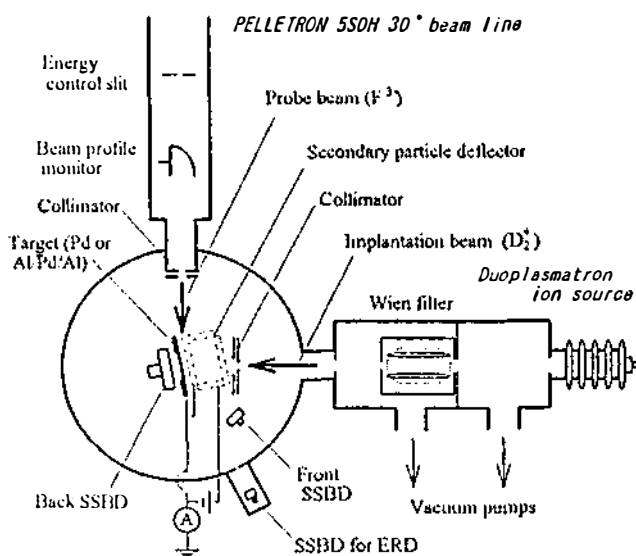 PELLETRON 5SDH 30° beam line
Energy
control slit
Probe beam (F³)
Beam profile
monitor
Secondary particle deflector
Collimator
Collimator
Target (Pd or
Al/Pd/Al)
Implantation beam (D₂⁺)
Duoplasmatron
ion source
Wien filter
Front
SSBD
Back SSBD
A
Vacuum pumps
SSBD for ERD